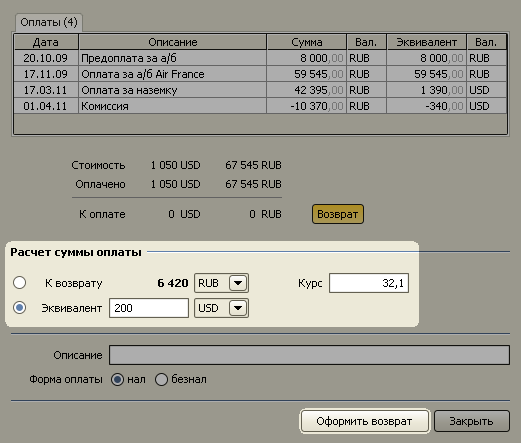 Оплаты (4)
Дата Описание Сумма Вал. Эквивалент Вал.
20.10.09 Предоплата за а/б 8 000,00 RUB 8 000,00 RUB
17.11.09 Оплата за а/б Air France 59 545,00 RUB 59 545,00 RUB
17.03.11 Оплата за наземку 42 395,00 RUB 1 390,00 USD
01.04.11 Комиссия -10 370,00 RUB -340,00 USD
Стоимость 1 050 USD 67 545 RUB
Оплачено 1 050 USD 67 545 RUB
К оплате 0 USD 0 RUB Возврат
Расчет суммы оплаты
К возврату 6 420 RUB Курс 32,1
Эквивалент 200 USD
Описание
Форма оплаты нал безнал
Оформить возврат Закрыть